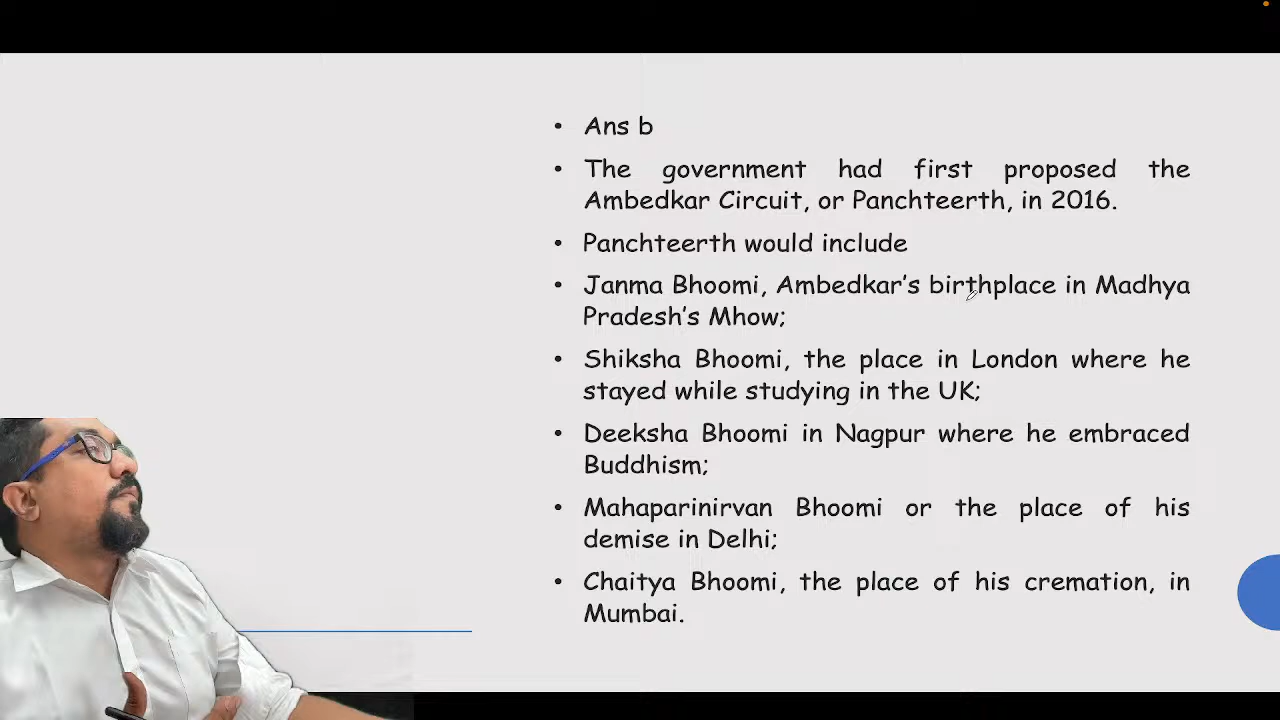 • Ans b
• The government had first proposed the
Ambedkar Circuit, or Panchteerth, in 2016.
• Panchteerth would include
• Janma Bhoomi, Ambedkar's birthplace in Madhya
Pradesh's Mhow;
• Shiksha Bhoomi, the place in London where he
stayed while studying in the UK;
• Deeksha Bhoomi in Nagpur where he embraced
Buddhism;
• Mahaparinirvan Bhoomi or the place of his
demise in Delhi;
• Chaitya Bhoomi, the place of his cremation, in
Mumbai.